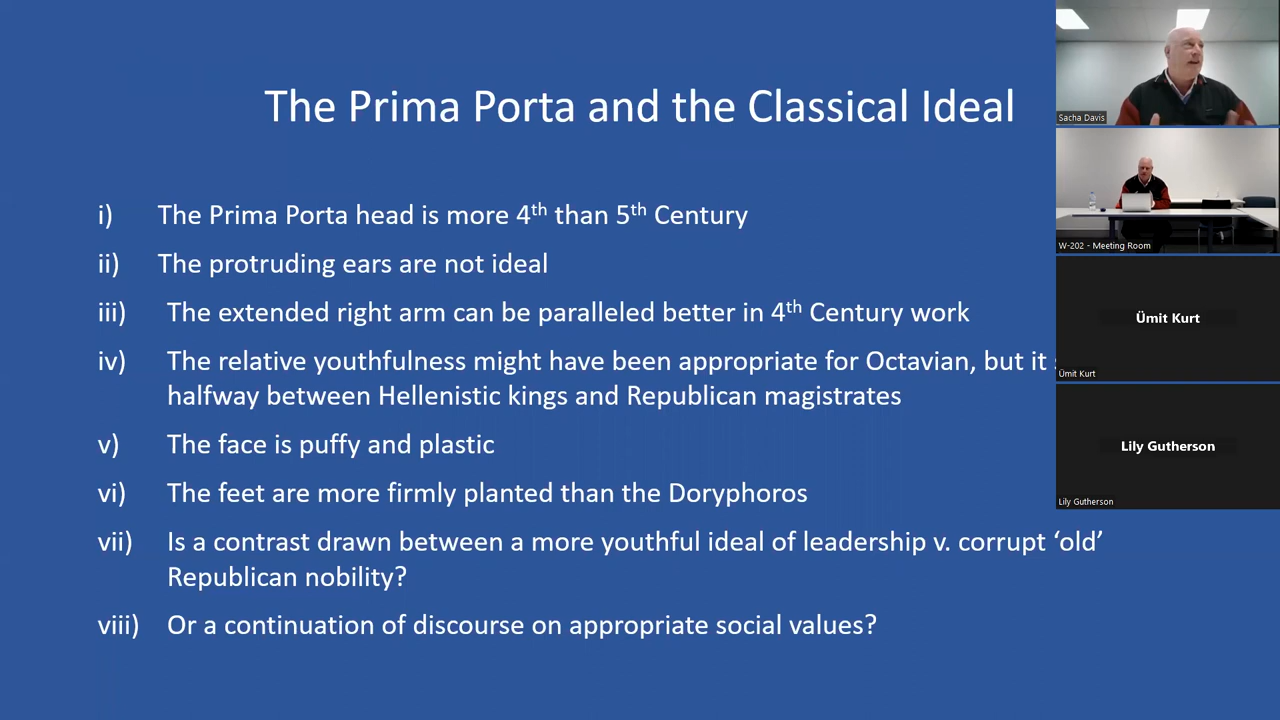 The Prima Porta and the Classical Ideal
i) The Prima Porta head is more 4th than 5th Century
ii) The protruding ears are not ideal
iii) The extended right arm can be paralleled better in 4th Century work
iv) The relative youthfulness might have been appropriate for Octavian, but it
halfway between Hellenistic kings and Republican magistrates
v) The face is puffy and plastic
vi) The feet are more firmly planted than the Doryphoros
vii) Is a contrast drawn between a more youthful ideal of leadership v. corrupt ‘old’
Republican nobility?
viii) Or a continuation of discourse on appropriate social values?
Sacha Davis
W-202 - Meeting Room
Ümit Kurt
Ümit Kurt
Lily Gutherson
Lily Gutherson